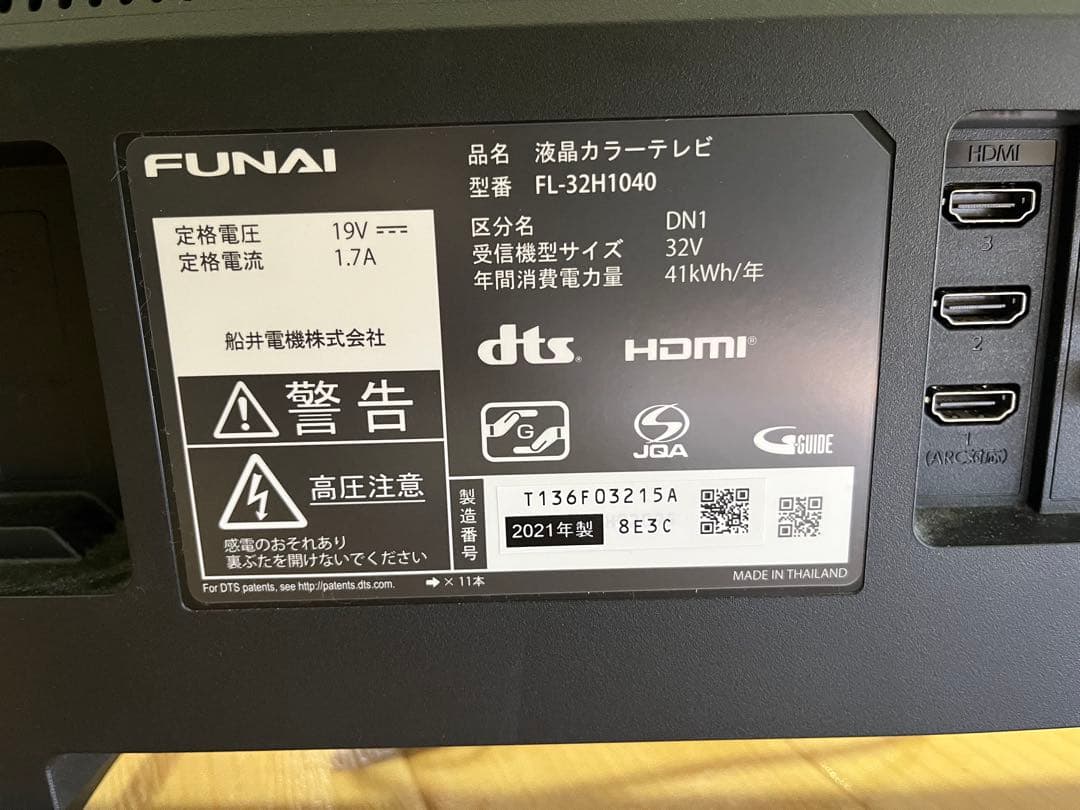 FUNAI
品名 液晶カラーテレビ
型番 FL-32H1040
定格電圧 19V
定格電流 1.7A
船井電機株式会社
区分名 DN1
受信機型サイズ 32V
年間消費電力量 41kWh/年
dts®
HDMI®
G
JQA
G-GUIDE
警告
高圧注意
感電のおそれあり
裏ぶたを開けないでください
製造番号
T136F03215A
2021年製 8E3C
For DTS patents, see http://patents.dts.com.
➡ × 11本
MADE IN THAILAND
HDMI
3
2
1
(ARC対応)